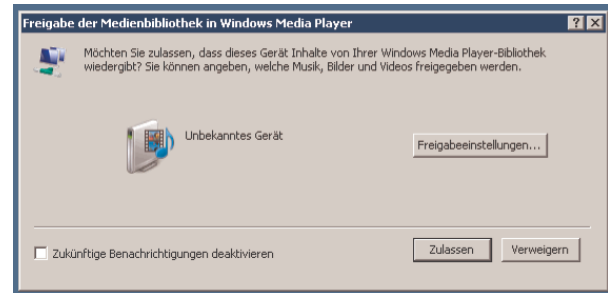 Freigabe der Medienbibliothek in Windows Media Player
Möchten Sie zulassen, dass dieses Gerät Inhalte von Ihrer Windows Media Player-Bibliothek
wiedergibt? Sie können angeben, welche Musik, Bilder und Videos freigegeben werden.
Unbekanntes Gerät
Freigabeeinstellungen...
Zukünftige Benachrichtigungen deaktivieren
Zulassen
Verweigern